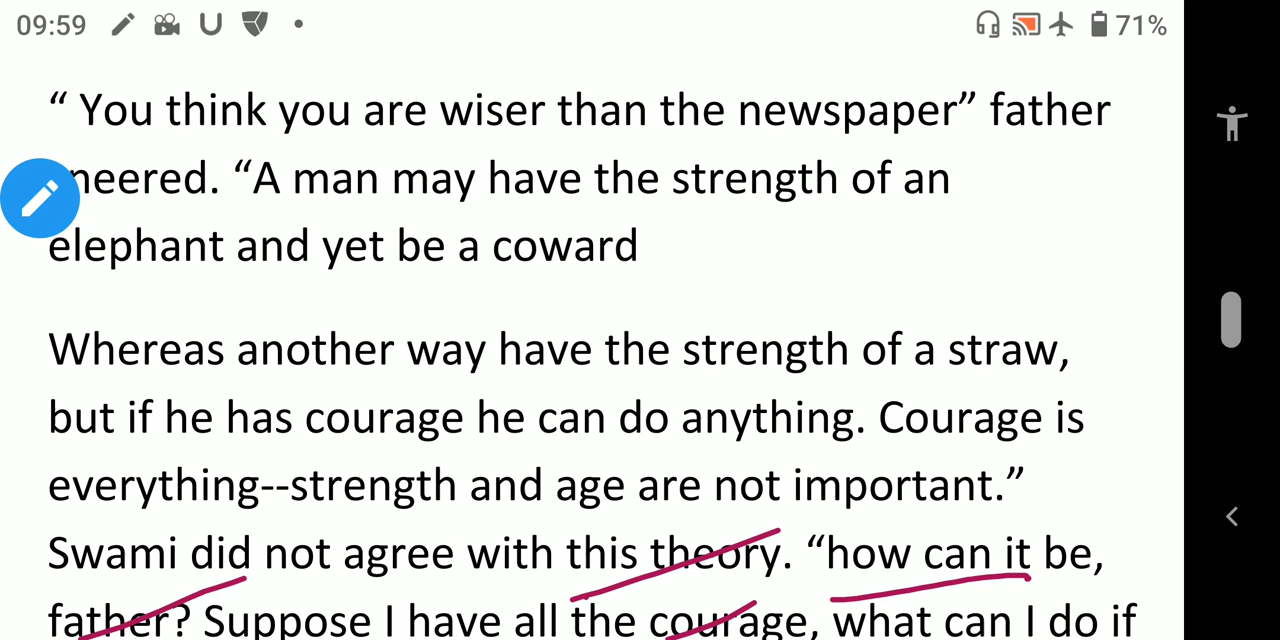 09:59 71%
“ You think you are wiser than the newspaper” father
neered. “A man may have the strength of an
elephant and yet be a coward
Whereas another way have the strength of a straw,
but if he has courage he can do anything. Courage is
everything--strength and age are not important.”
Swami did not agree with this theory. “how can it be,
father? Suppose I have all the courage, what can I do if